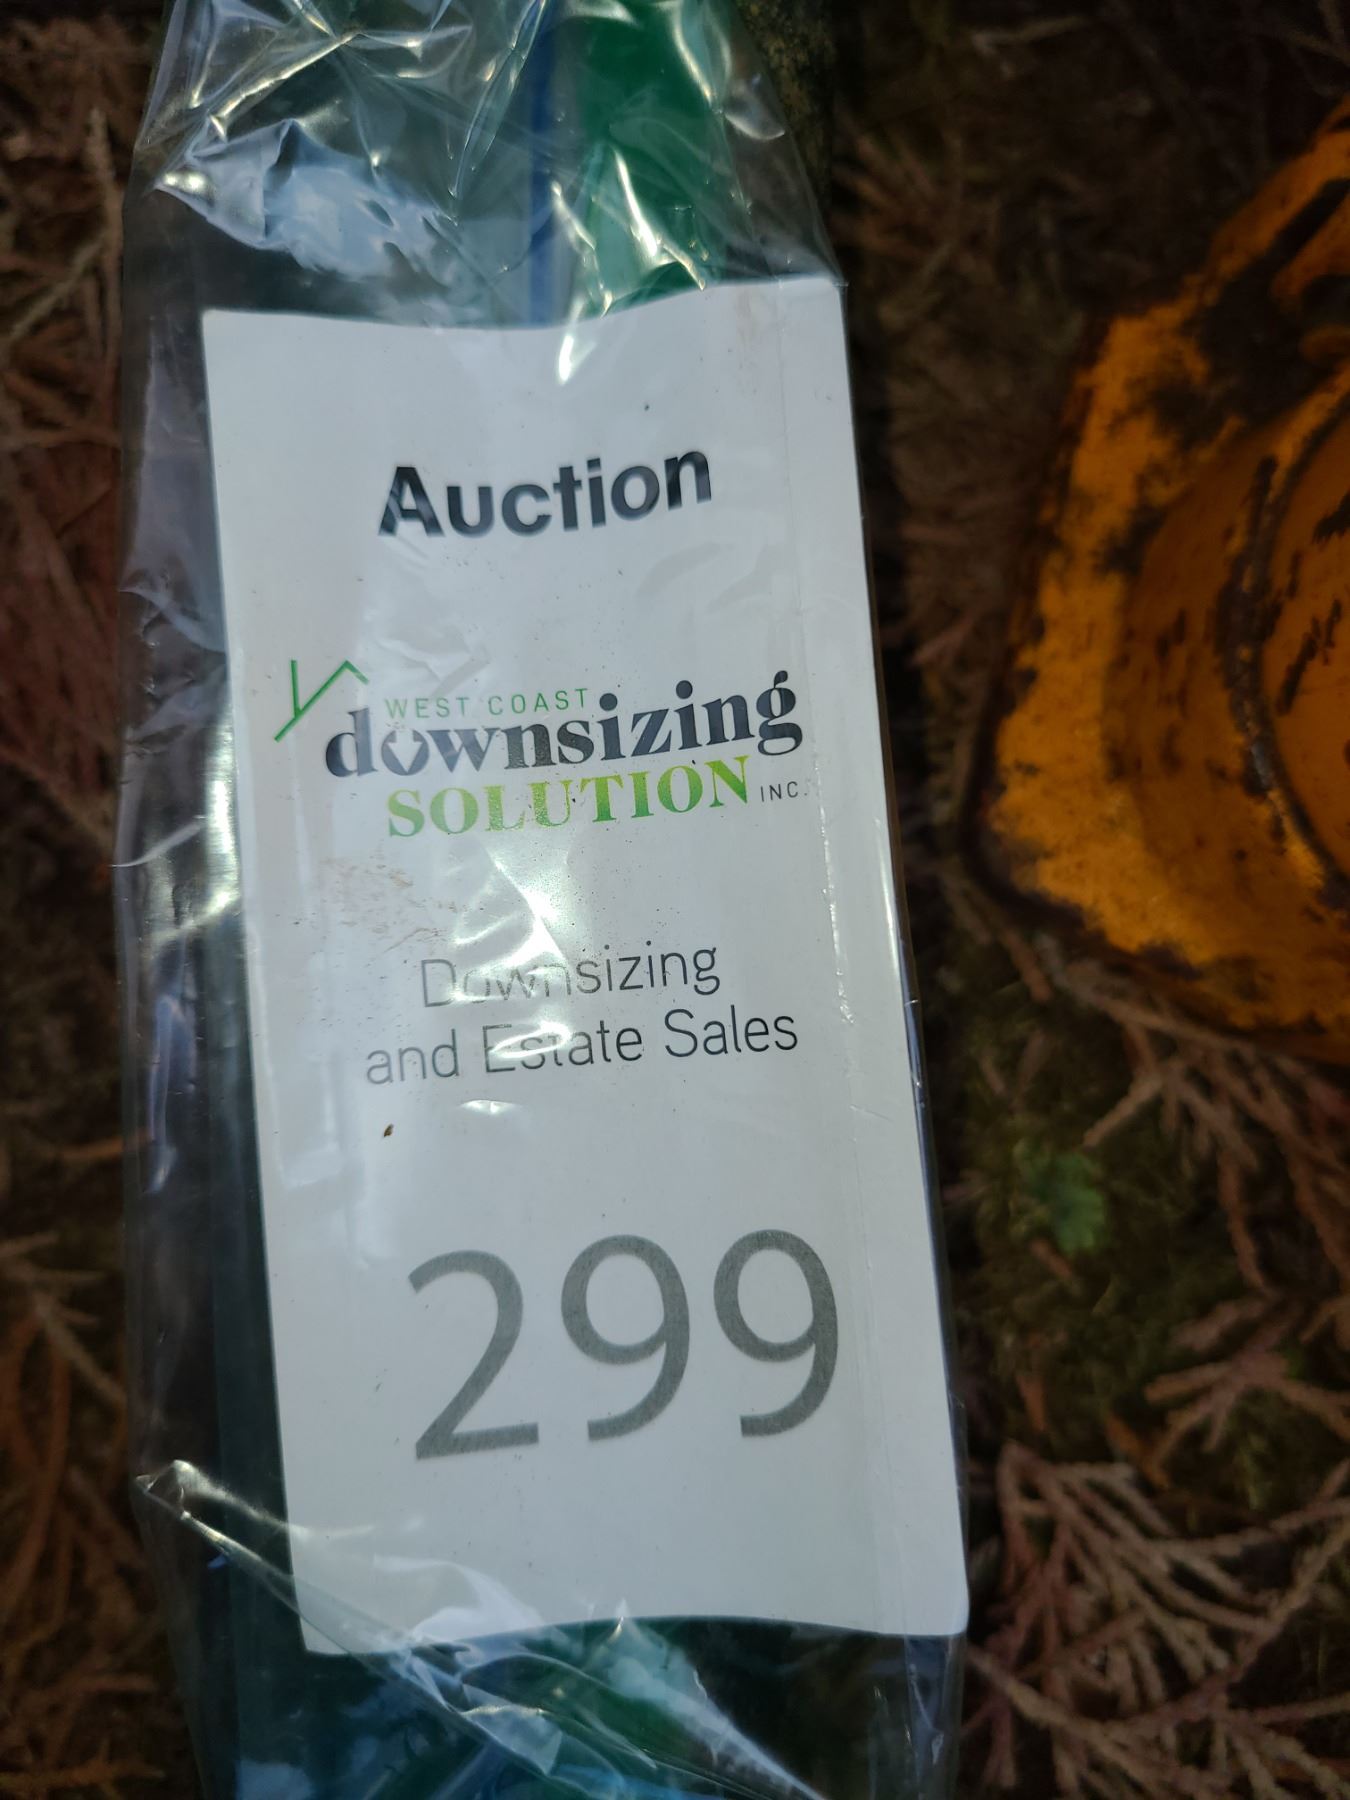 Auction
WEST COAST
downsizing
SOLUTION INC.
Downsizing
and Estate Sales
299